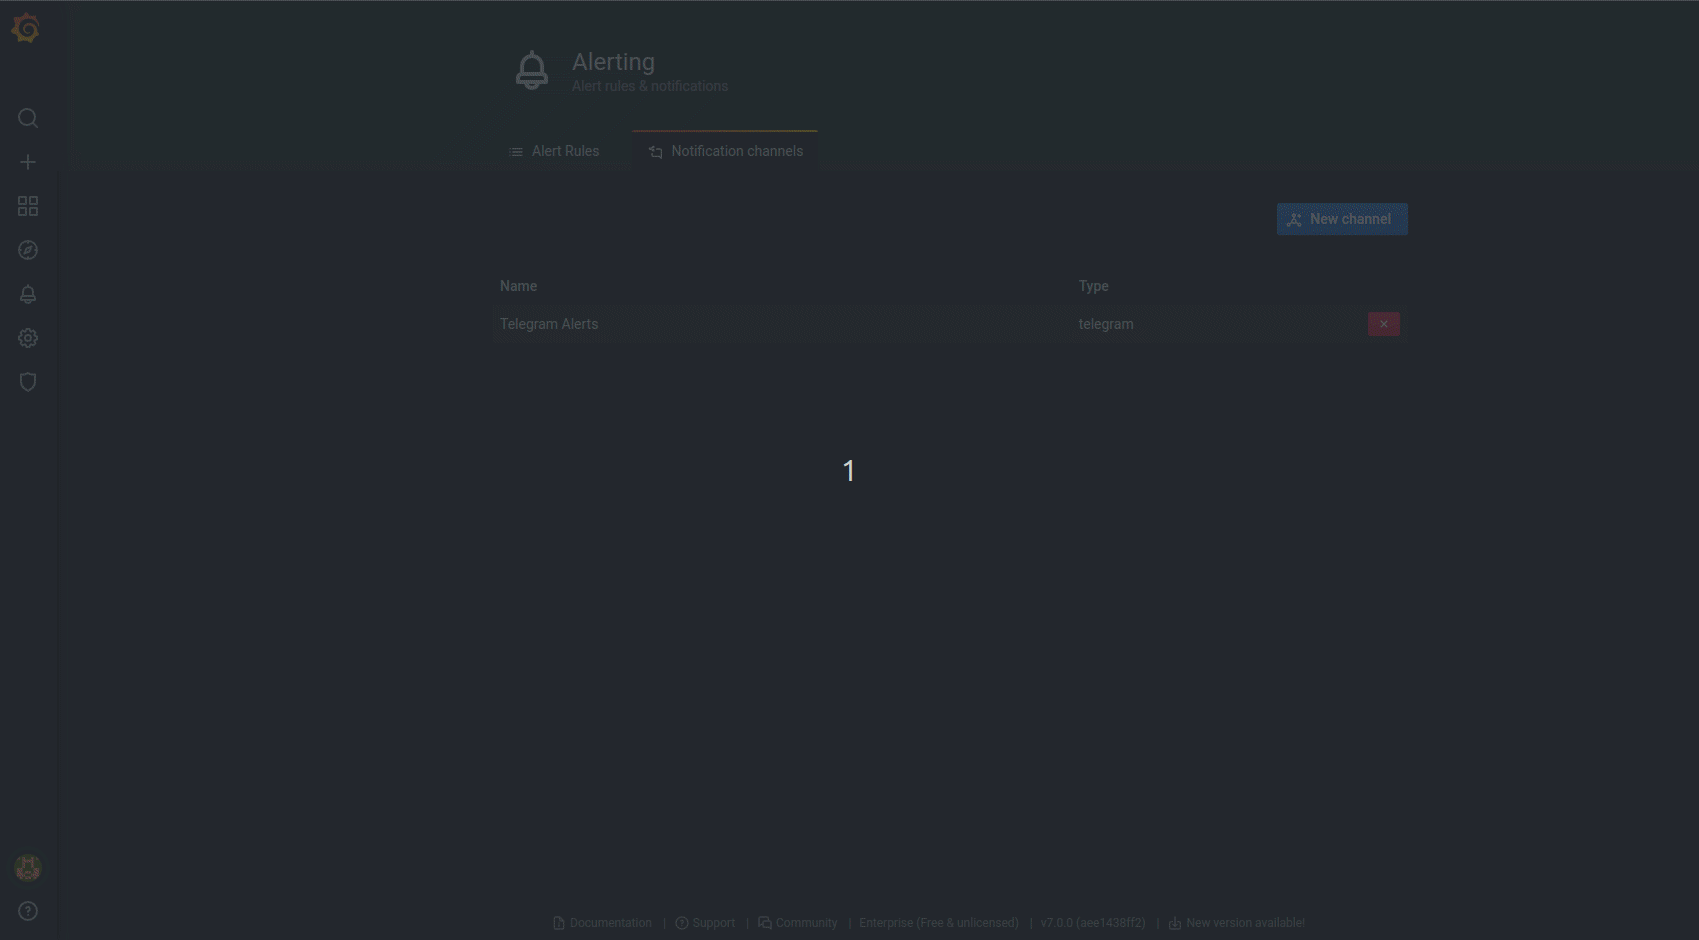 Alerting
Alert rules & notifications
Alert Rules
Notification channels
New channel
Name Type
Telegram Alerts telegram
1
Documentation | Support | Community | Enterprise (Free & unlicensed) | v7.0.0 (aee1438ff2) | New version available!